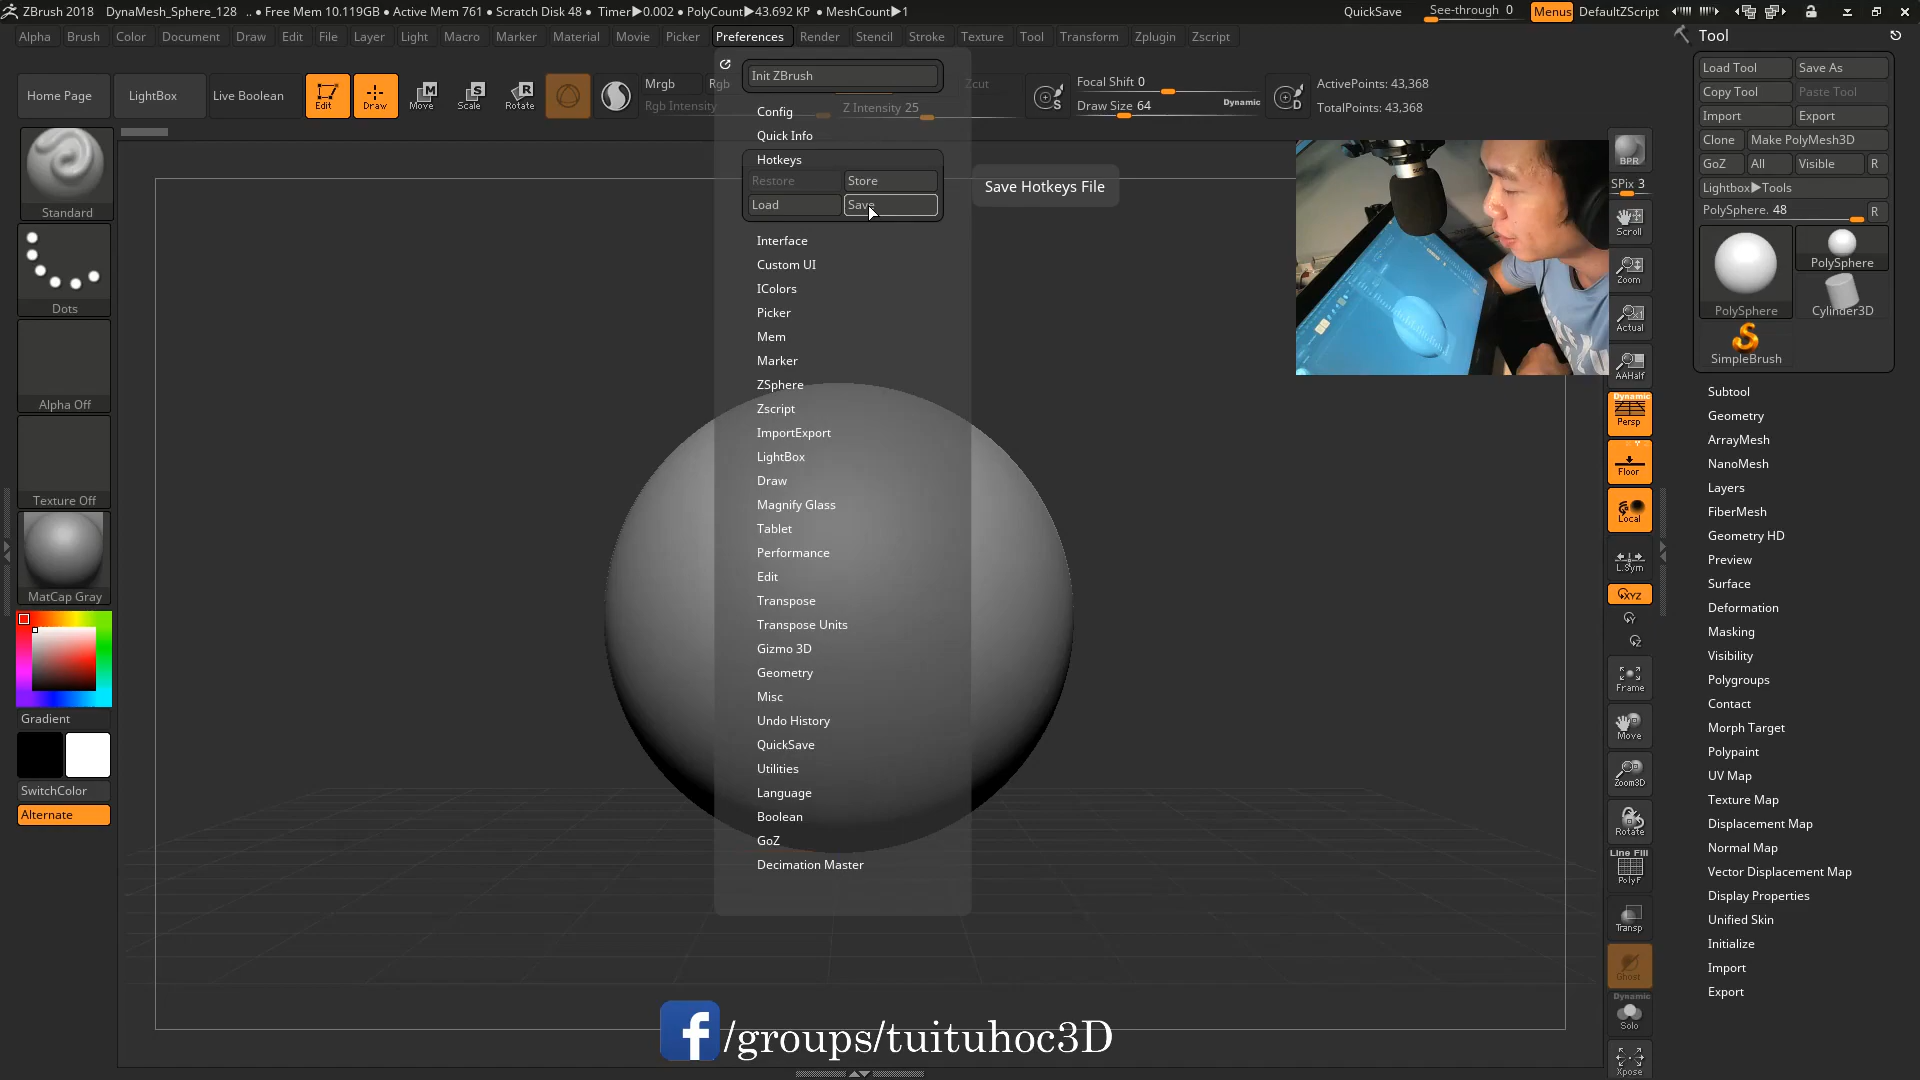 ZBrush 2018 DynaMesh_Sphere_128 .. • Free Mem 10.119GB • Active Mem 761 • Scratch Disk 48 • Timer▶0.002 • PolyCount▶43.692 KP • MeshCount▶1 QuickSave See-through 0 Menus DefaultZScript
Alpha Brush Color Document Draw Edit File Layer Light Macro Marker Material Movie Picker Preferences Render Stencil Stroke Texture Tool Transform Zplugin Zscript
Home Page LightBox Live Boolean Edit Draw Move Scale Rotate
Mrgb Rgb Zcut
Rgb Intensity Z Intensity 25
Focal Shift 0
Draw Size 64 Dynamic
ActivePoints: 43,368
TotalPoints: 43,368
Standard
Dots
Alpha Off
Texture Off
MatCap Gray
Gradient
SwitchColor
Alternate
Init ZBrush
Config
Quick Info
Hotkeys
Restore Store
Load Save
Save Hotkeys File
Interface
Custom UI
IColors
Picker
Mem
Marker
ZSphere
Zscript
ImportExport
LightBox
Draw
Magnify Glass
Tablet
Performance
Edit
Transpose
Transpose Units
Gizmo 3D
Geometry
Misc
Undo History
QuickSave
Utilities
Language
Boolean
GoZ
Decimation Master
BPR
SPix 3
Scroll
Zoom
Actual
AAHalf
Dynamic
Persp
Floor
Local
L.Sym
XYZ
Y
Z
Frame
Move
Zoom3D
Rotate
Line Fill
PolyF
Transp
Ghost
Dynamic
Solo
Xpose
Tool
Load Tool Save As
Copy Tool Paste Tool
Import Export
Clone Make PolyMesh3D
GoZ All Visible R
Lightbox▶Tools
PolySphere. 48 R
PolySphere
PolySphere
Cylinder3D
SimpleBrush
Subtool
Geometry
ArrayMesh
NanoMesh
Layers
FiberMesh
Geometry HD
Preview
Surface
Deformation
Masking
Visibility
Polygroups
Contact
Morph Target
Polypaint
UV Map
Texture Map
Displacement Map
Normal Map
Vector Displacement Map
Display Properties
Unified Skin
Initialize
Import
Export
f/groups/tuituhoc3D